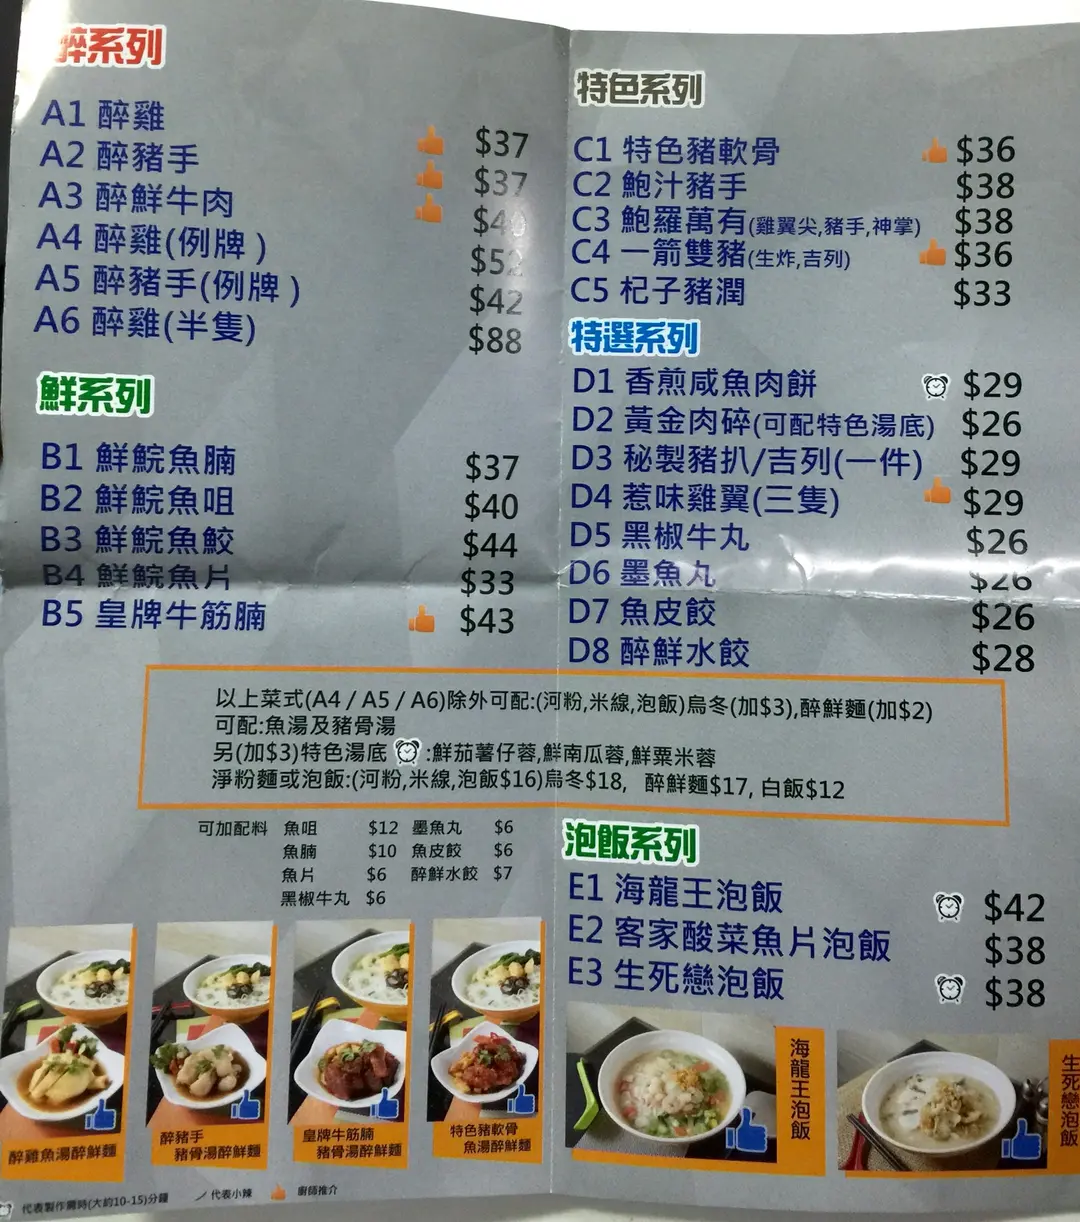 醉系列
A1 醉雞 $37
A2 醉豬手 $37
A3 醉鮮牛肉
A4 醉雞(例牌) $52
A5 醉豬手(例牌) $42
A6 醉雞(半隻) $88
鮮系列
B1 鮮鯇魚腩 $37
B2 鮮鯇魚咀 $40
B3 鮮鯇魚鮫 $44
B4 鮮鯇魚片 $33
B5 皇牌牛筋腩 $43
特色系列
C1 特色豬軟骨 $36
C2 鮑汁豬手 $38
C3 鮑羅萬有(雞翼尖,豬手,神掌) $38
C4 一箭雙豬(生炸,吉列) $36
C5 杞子豬潤 $33
特選系列
D1 香煎咸魚肉餅 $29
D2 黃金肉碎(可配特色湯底) $26
D3 秘製豬扒/吉列(一件) $29
D4 惹味雞翼(三隻) $29
D5 黑椒牛丸 $26
D6 墨魚丸 $26
D7 魚皮餃 $26
D8 醉鮮水餃 $28
以上菜式(A4 / A5 / A6)除外可配:(河粉,米線,泡飯)烏冬(加$3),醉鮮麵(加$2)
可配:魚湯及豬骨湯
另(加$3)特色湯底 :鮮茄薯仔蓉,鮮南瓜蓉,鮮粟米蓉
淨粉麵或泡飯:(河粉,米線,泡飯$16)烏冬$18, 醉鮮麵$17, 白飯$12
可加配料 魚咀 $12 墨魚丸 $6
魚腩 $10 魚皮餃 $6
魚片 $6 醉鮮水餃 $7
黑椒牛丸 $6
泡飯系列
E1 海龍王泡飯 $42
E2 客家酸菜魚片泡飯 $38
E3 生死戀泡飯 $38
醉雞魚湯醉鮮麵
醉豬手
豬骨湯醉鮮麵
皇牌牛筋腩
豬骨湯醉鮮麵
特色豬軟骨
魚湯醉鮮麵
海龍王泡飯
生死戀泡飯
代表製作需時(大約10-15)分鐘 代表小辣 廚師推介